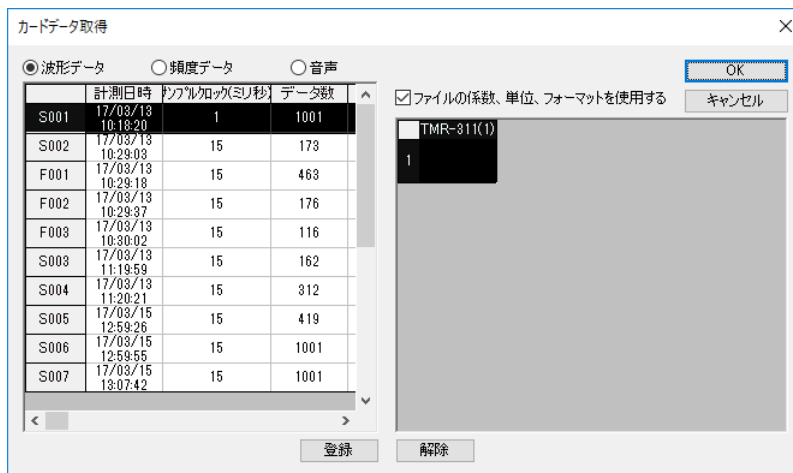 カードデータ取得
波形データ 頻度データ 音声
OK
計測日時 ｻﾝﾌﾟﾙｸﾛｯｸ(ミリ秒) データ数
ファイルの係数、単位、フォーマットを使用する
キャンセル
S001 17/03/13 10:18:20 1 1001
S002 17/03/13 10:29:03 15 173
F001 17/03/13 10:29:18 15 463
F002 17/03/13 10:29:37 15 176
F003 17/03/13 10:30:02 15 116
S003 17/03/13 11:19:59 15 162
S004 17/03/13 11:20:21 15 312
S005 17/03/15 12:59:26 15 419
S006 17/03/15 12:59:55 15 1001
S007 17/03/15 13:07:42 15 1001
TMR-311(1)
1
登録 解除